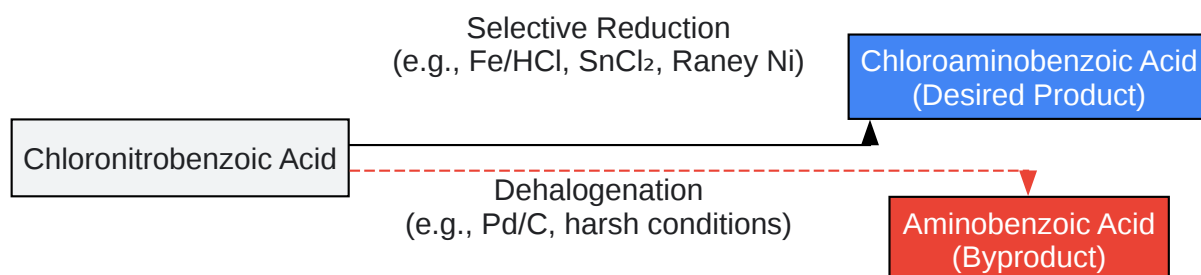 Selective Reduction
(e.g., Fe/HCl, SnCl₂, Raney Ni)
Chloroaminobenzoic Acid
(Desired Product)
Chloronitrobenzoic Acid
Dehalogenation
(e.g., Pd/C, harsh conditions)
Aminobenzoic Acid
(Byproduct)